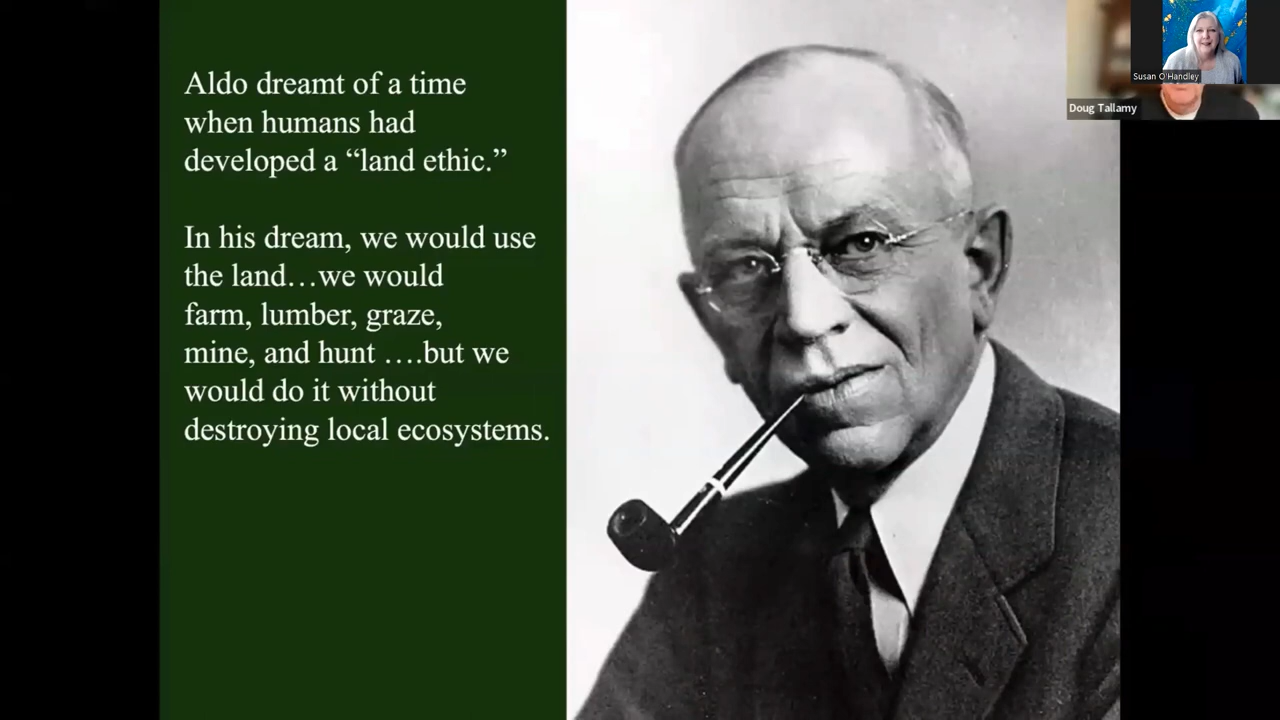 Aldo dreamt of a time
when humans had
developed a “land ethic.”
In his dream, we would use
the land…we would
farm, lumber, graze,
mine, and hunt ….but we
would do it without
destroying local ecosystems.
Susan O'Handley
Doug Tallamy